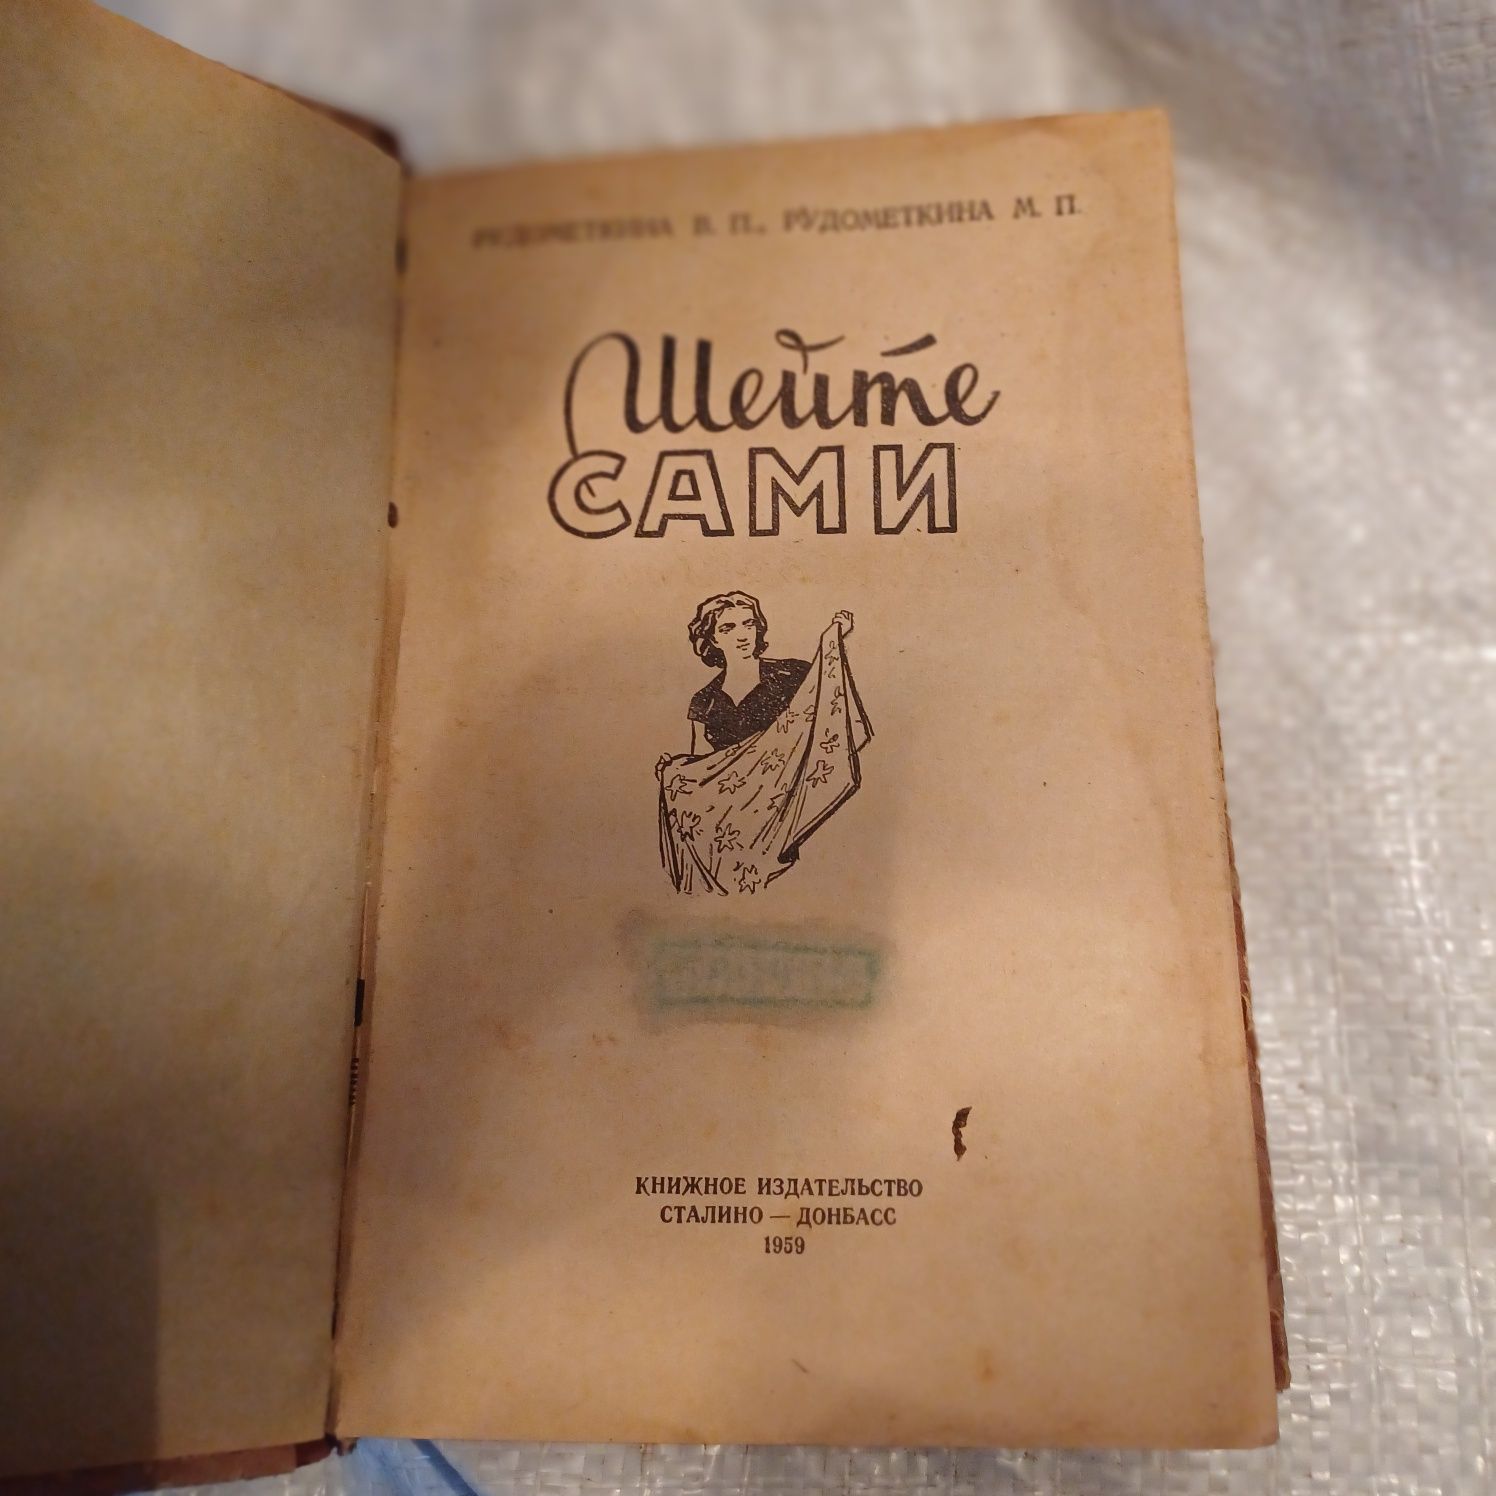 РУДОМЕТКИНА В. П., РУДОМЕТКИНА М. П.
Шейте
САМИ
КНИЖНОЕ ИЗДАТЕЛЬСТВО
СТАЛИНО — ДОНБАСС
1959